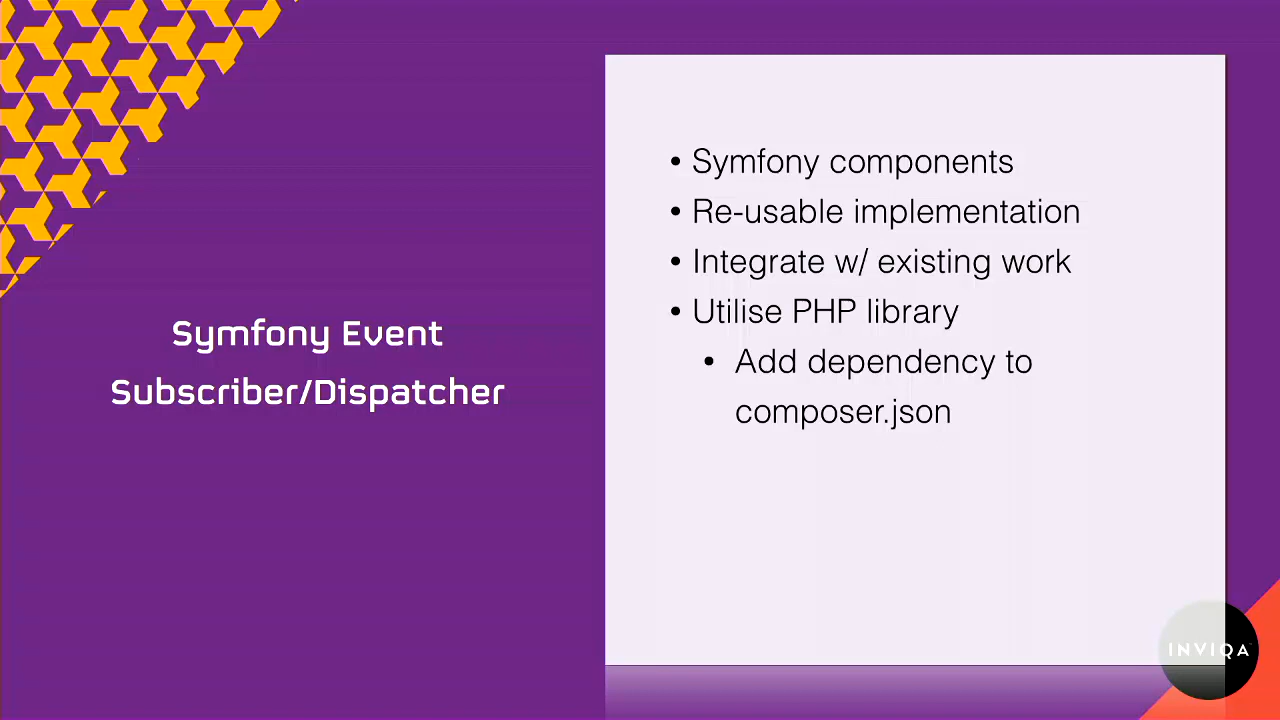 Symfony Event
Subscriber/Dispatcher
• Symfony components
• Re-usable implementation
• Integrate w/ existing work
• Utilise PHP library
• Add dependency to
composer.json
INVIQA